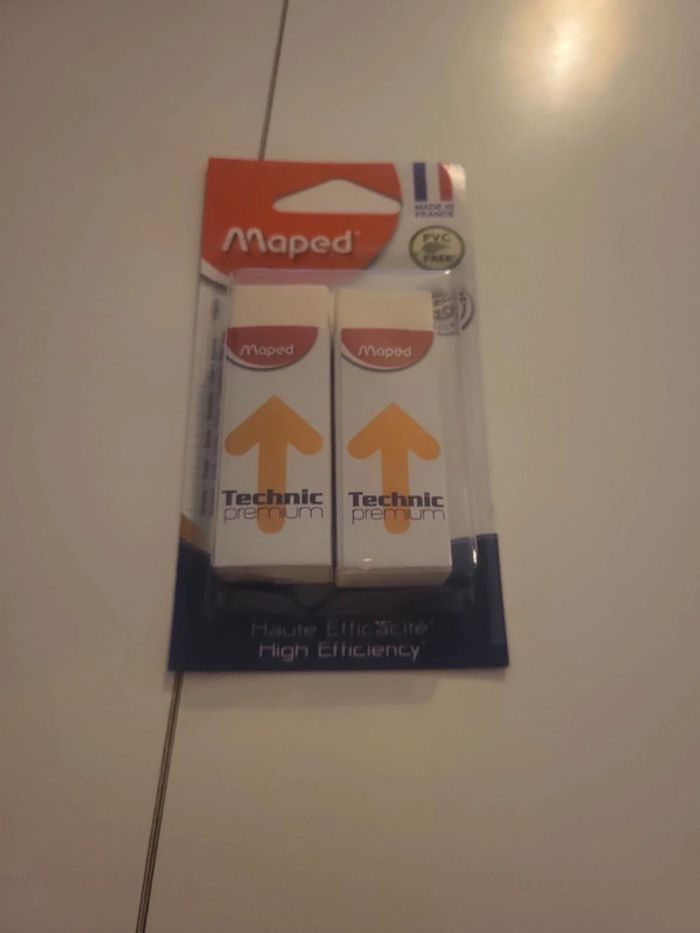 MADE IN
FRANCE
Maped
PVC
FREE
Maped
Technic
premium
Maped
Technic
premium
Haute Efficacité*
High Efficiency*